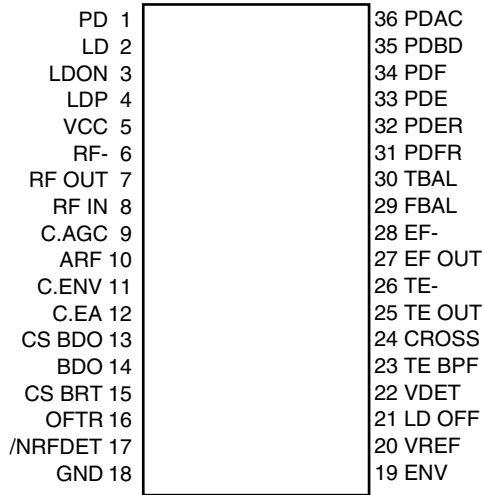 PD 1
LD 2
LDON 3
LDP 4
VCC 5
RF- 6
RF OUT 7
RF IN 8
C.AGC 9
ARF 10
C.ENV 11
C.EA 12
CS BDO 13
BDO 14
CS BRT 15
OFTR 16
/NRFDET 17
GND 18
36 PDAC
35 PDBD
34 PDF
33 PDE
32 PDER
31 PDFR
30 TBAL
29 FBAL
28 EF-
27 EF OUT
26 TE-
25 TE OUT
24 CROSS
23 TE BPF
22 VDET
21 LD OFF
20 VREF
19 ENV